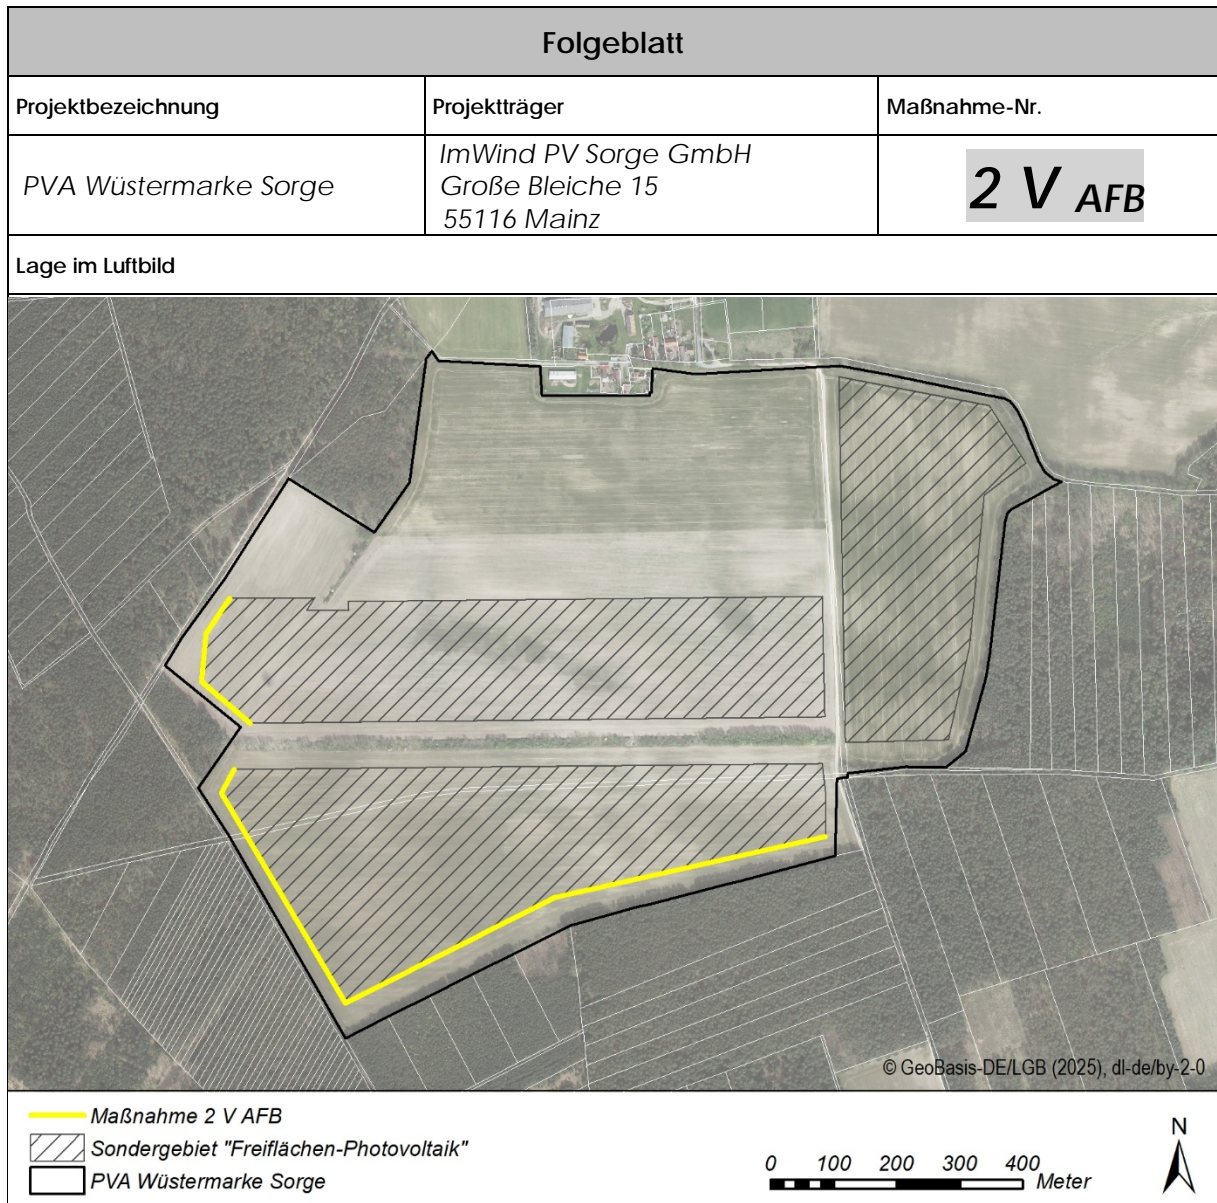 Folgeblatt
Projektbezeichnung
Projektträger
Maßnahme-Nr.
PVA Wüstermarke Sorge
ImWind PV Sorge GmbH
Große Bleiche 15
55116 Mainz
2 V AFB
Lage im Luftbild
© GeoBasis-DE/LGB (2025), dl-de/by-2-0
Maßnahme 2 V AFB
Sondergebiet "Freiflächen-Photovoltaik"
PVA Wüstermarke Sorge
0 100 200 300 400
Meter
N